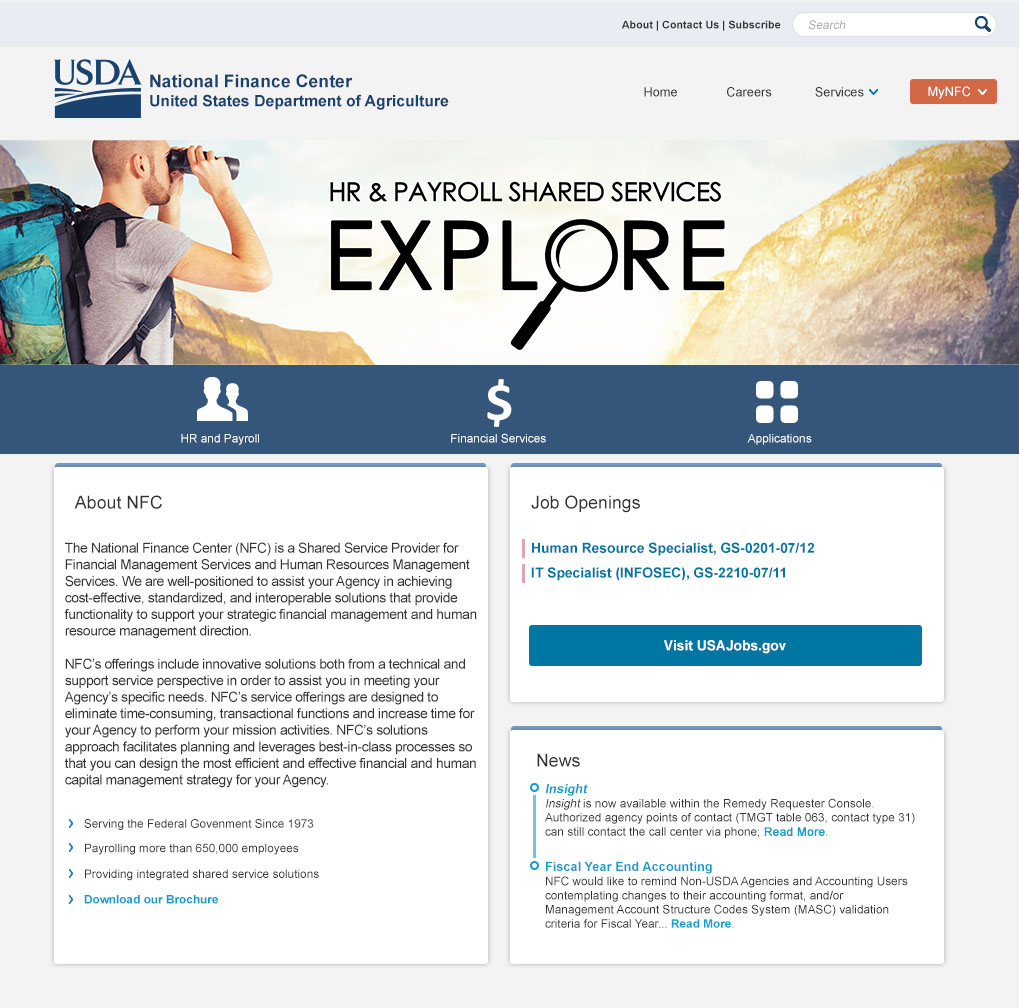 About | Contact Us | Subscribe
Search
USDA
National Finance Center
United States Department of Agriculture
Home
Careers
Services
MyNFC
HR & PAYROLL SHARED SERVICES
EXPLORE
HR and Payroll
$
Financial Services
Applications
About NFC
The National Finance Center (NFC) is a Shared Service Provider for
Financial Management Services and Human Resources Management
Services. We are well-positioned to assist your Agency in achieving
cost-effective, standardized, and interoperable solutions that provide
functionality to support your strategic financial management and human
resource management direction.
NFC's offerings include innovative solutions both from a technical and
support service perspective in order to assist you in meeting your
Agency's specific needs. NFC's service offerings are designed to
eliminate time-consuming, transactional functions and increase time for
your Agency to perform your mission activities. NFC's solutions
approach facilitates planning and leverages best-in-class processes so
that you can design the most efficient and effective financial and human
capital management strategy for your Agency.
Serving the Federal Govenment Since 1973
Payrolling more than 650,000 employees
Providing integrated shared service solutions
Download our Brochure
Job Openings
Human Resource Specialist, GS-0201-07/12
IT Specialist (INFOSEC), GS-2210-07/11
Visit USAJobs.gov
News
Insight
Insight is now available within the Remedy Requester Console.
Authorized agency points of contact (TMGT table 063, contact type 31)
can still contact the call center via phone; Read More.
Fiscal Year End Accounting
NFC would like to remind Non-USDA Agencies and Accounting Users
contemplating changes to their accounting format, and/or
Management Account Structure Codes System (MASC) validation
criteria for Fiscal Year... Read More.